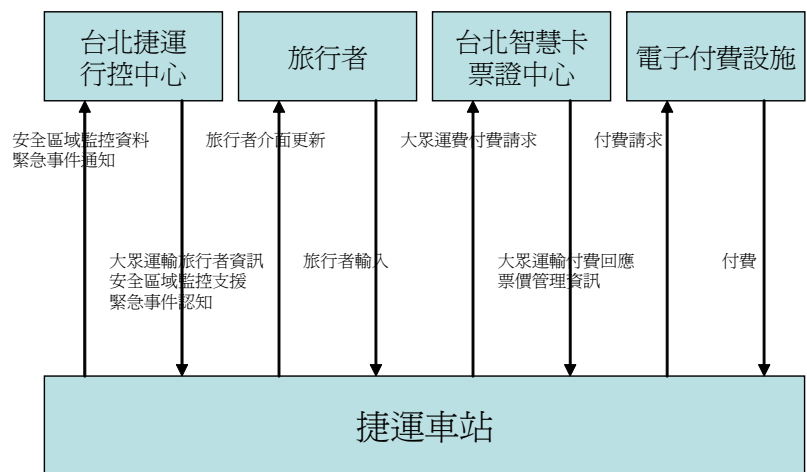 台北捷運
行控中心
旅行者
台北智慧卡
票證中心
電子付費設施
安全區域監控資料
緊急事件通知
旅行者介面更新
大眾運費付費請求
付費請求
大眾運輸旅行者資訊
安全區域監控支援
緊急事件認知
旅行者輸入
大眾運輸付費回應
票價管理資訊
付費
捷運車站